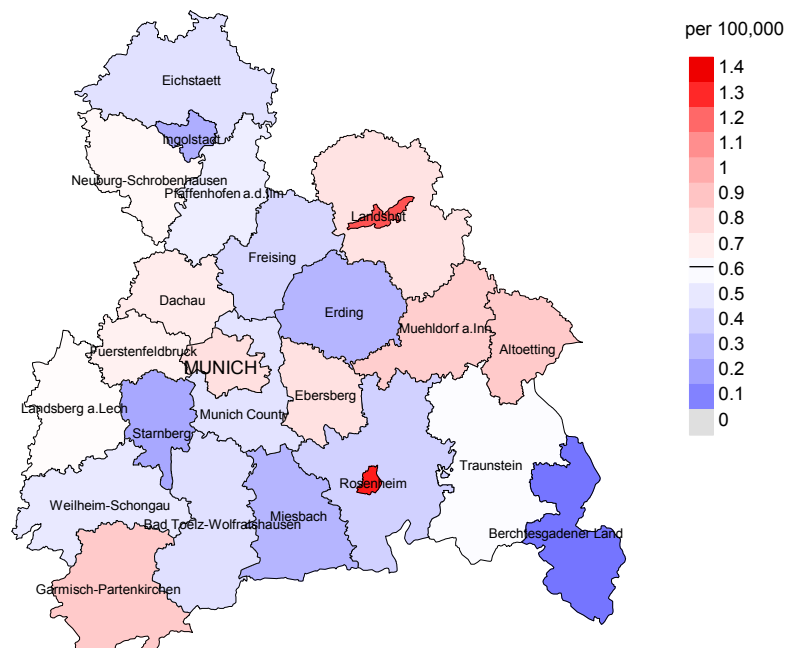 per 100,000
1.4
1.3
1.2
1.1
1
0.9
0.8
0.7
0.6
0.5
0.4
0.3
0.2
0.1
0
Eichstaett
Ingolstadt
Neuburg-Schrobenhausen
Pfaffenhofen a.d.Ilm
Landshut
Freising
Dachau
Erding
Muehldorf a.Inn
Fuerstenfeldbruck
Altoetting
MUNICH
Ebersberg
Landsberg a.Lech
Munich County
Starnberg
Traunstein
Rosenheim
Weilheim-Schongau
Miesbach
Bad Toelz-Wolfratshausen
Berchtesgadener Land
Garmisch-Partenkirchen